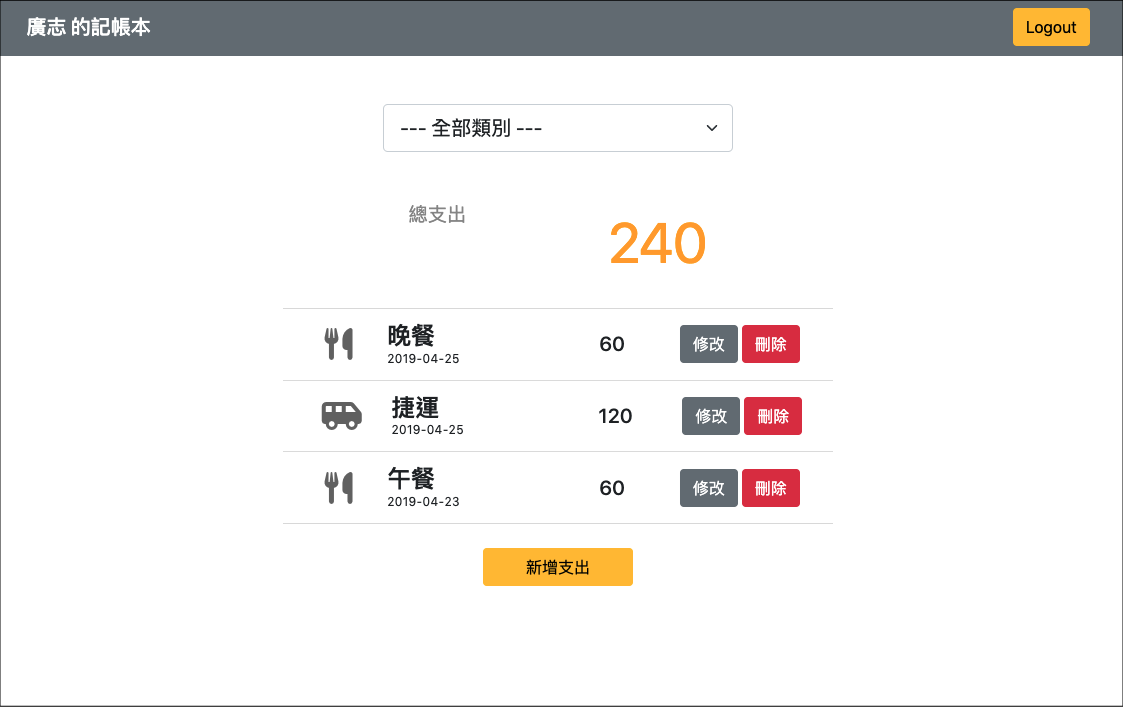 廣志 的記帳本
Logout
--- 全部類別 ---
總支出
240
晚餐
2019-04-25
60
修改 刪除
捷運
2019-04-25
120
修改 刪除
午餐
2019-04-23
60
修改 刪除
新增支出